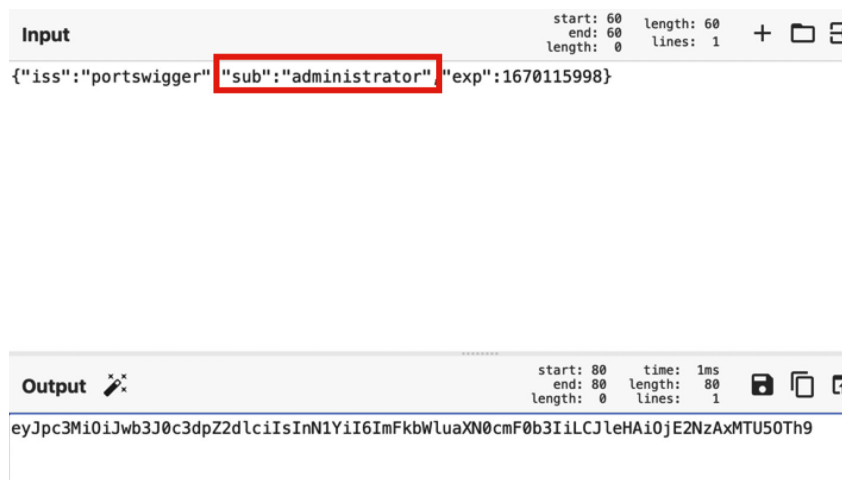 Input
start: 60
end: 60
length: 0
length: 60
lines: 1
{"iss":"portswigger" "sub":"administrator","exp":1670115998}
Output
start: 80
end: 80
length: 0
time: 1ms
length: 80
lines: 1
eyJpc3MiOiJwb3J0c3dpZ2dlciIsInN1YiI6ImFkbWluaXN0cmF0b3IiLCJleHAiOjE2NzAxMTU5OTh9